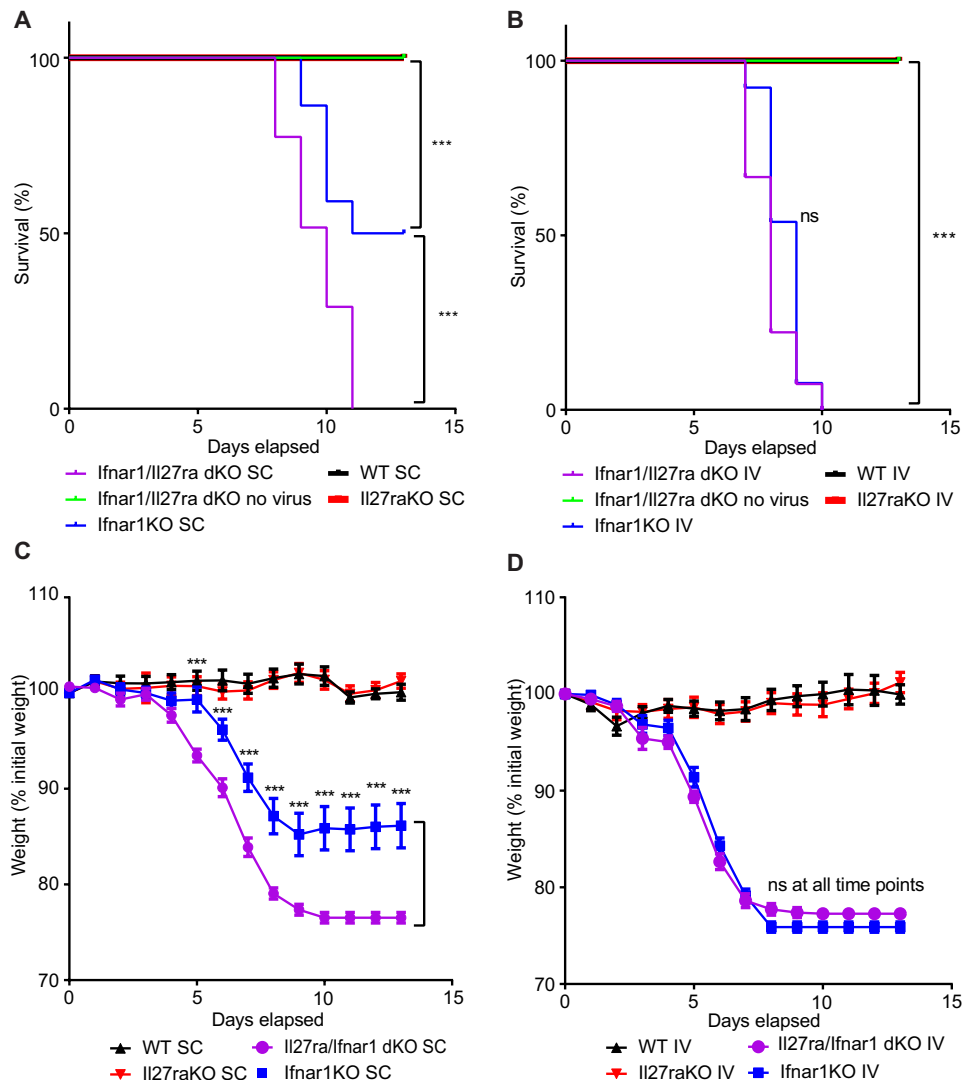 A
100
50
0
Survival (%)
0 5 10 15
Days elapsed
***
***
Ifnar1/Il27ra dKO SC
Ifnar1/Il27ra dKO no virus
Ifnar1KO SC
WT SC
Il27raKO SC
B
100
50
0
Survival (%)
0 5 10 15
Days elapsed
ns
***
Ifnar1/Il27ra dKO IV
Ifnar1/Il27ra dKO no virus
Ifnar1KO IV
WT IV
Il27raKO IV
C
110
100
90
80
70
Weight (% initial weight)
0 5 10 15
Days elapsed
***
***
***
***
***
***
***
***
***
WT SC
Il27raKO SC
Il27ra/Ifnar1 dKO SC
Ifnar1KO SC
D
110
100
90
80
70
Weight (% initial weight)
0 5 10 15
Days elapsed
ns at all time points
WT IV
Il27raKO IV
Il27ra/Ifnar1 dKO IV
Ifnar1KO IV